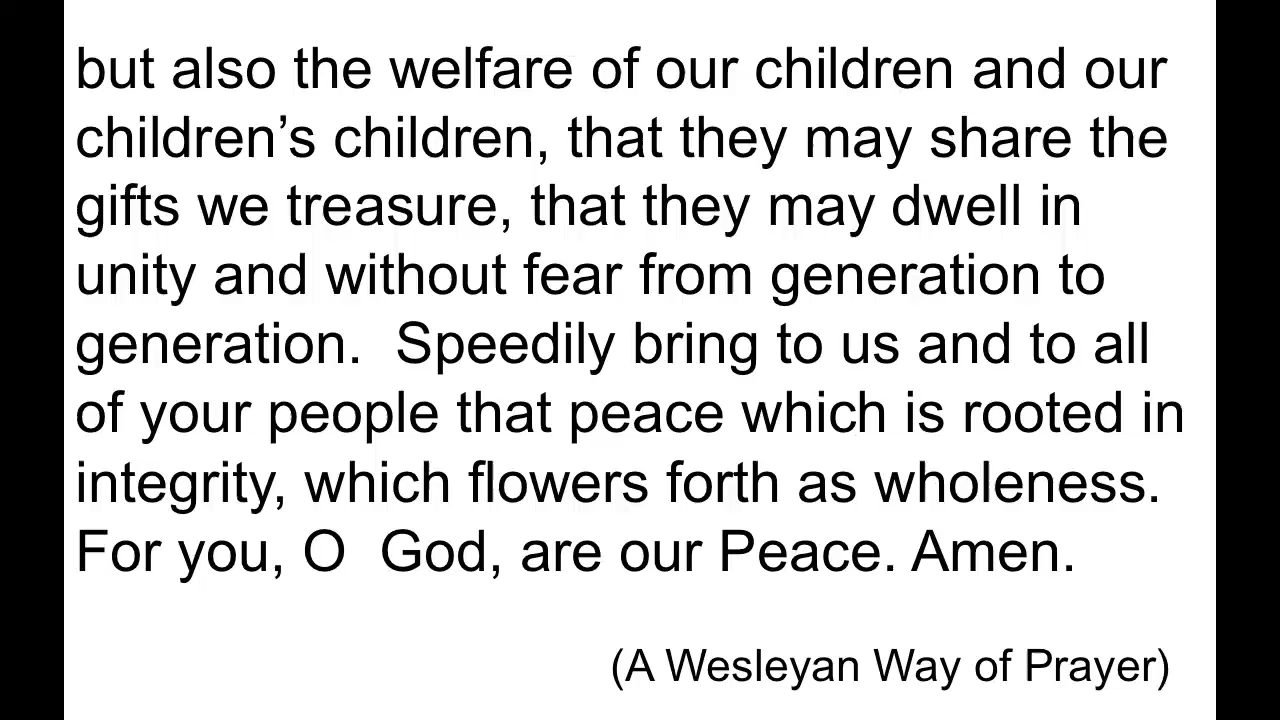 but also the welfare of our children and our
children’s children, that they may share the
gifts we treasure, that they may dwell in
unity and without fear from generation to
generation.  Speedily bring to us and to all
of your people that peace which is rooted in
integrity, which flowers forth as wholeness.
For you, O  God, are our Peace. Amen.
(A Wesleyan Way of Prayer)